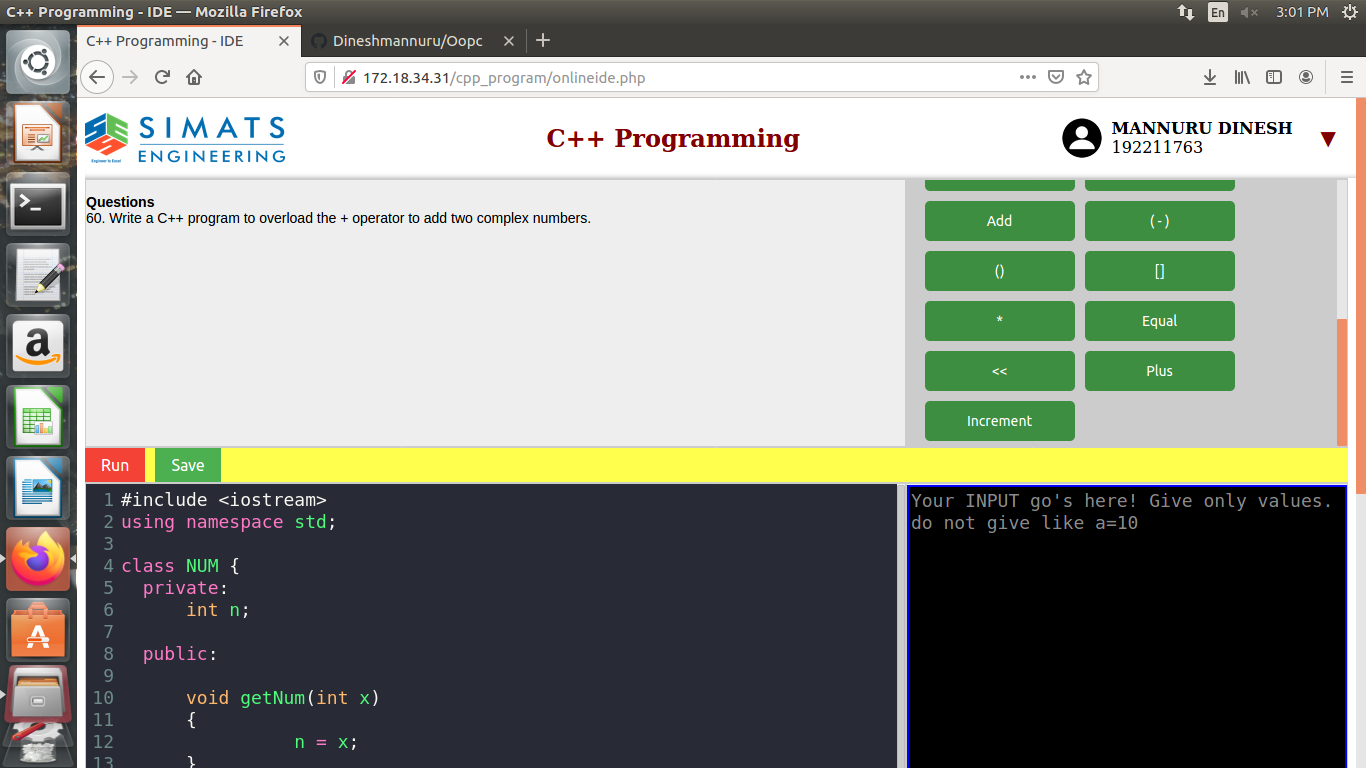 C++ Programming - IDE — Mozilla Firefox
En
3:01 PM
C++ Programming - IDE
Dineshmannuru/Oopc
172.18.34.31/cpp_program/onlineide.php
SIMATS
ENGINEERING
Engineer to Excel
C++ Programming
MANNURU DINESH
192211763
Questions
60. Write a C++ program to overload the + operator to add two complex numbers.
Add
( - )
()
[]
*
Equal
<<
Plus
Increment
Run
Save
1 #include <iostream>
2 using namespace std;
3
4 class NUM {
5 private:
6 int n;
7
8 public:
9
10 void getNum(int x)
11 {
12 n = x;
13 }
Your INPUT go's here! Give only values.
do not give like a=10